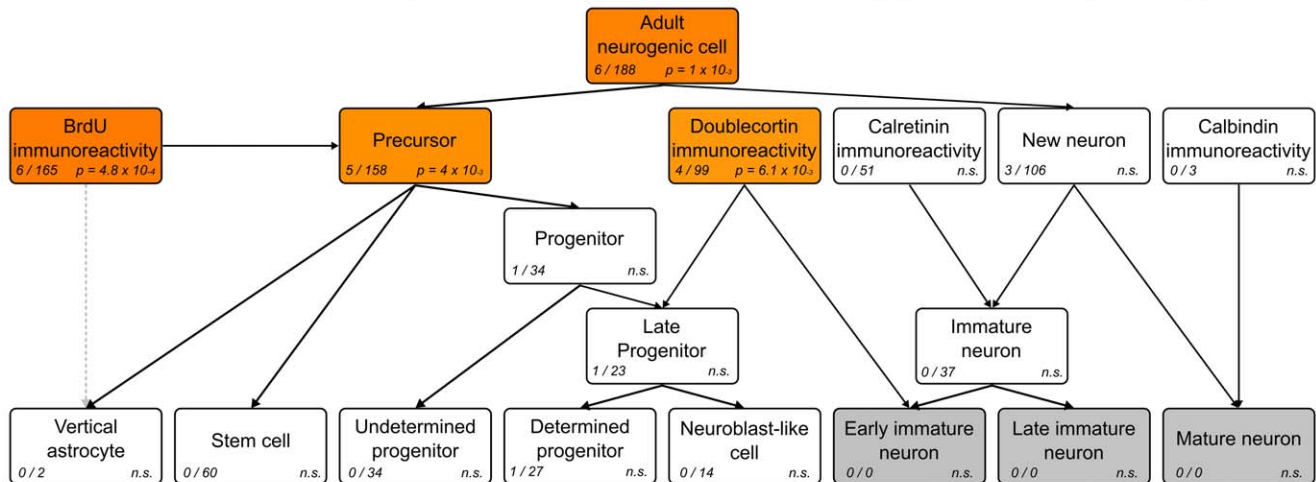 Adult
neurogenic cell
6 / 188 p = 1 x 10-3
BrdU
immunoreactivity
6 / 165 p = 4.8 x 10-4
Precursor
5 / 158 p = 4 x 10-3
Doublecortin
immunoreactivity
4 / 99 p = 6.1 x 10-3
Calretinin
immunoreactivity
0 / 51 n.s.
New neuron
3 / 106 n.s.
Calbindin
immunoreactivity
0 / 3 n.s.
Progenitor
1 / 34 n.s.
Late
Progenitor
1 / 23 n.s.
Immature
neuron
0 / 37 n.s.
Vertical
astrocyte
0 / 2 n.s.
Stem cell
0 / 60 n.s.
Undetermined
progenitor
0 / 34 n.s.
Determined
progenitor
1 / 27 n.s.
Neuroblast-like
cell
0 / 14 n.s.
Early immature
neuron
0 / 0 n.s.
Late immature
neuron
0 / 0 n.s.
Mature neuron
0 / 0 n.s.